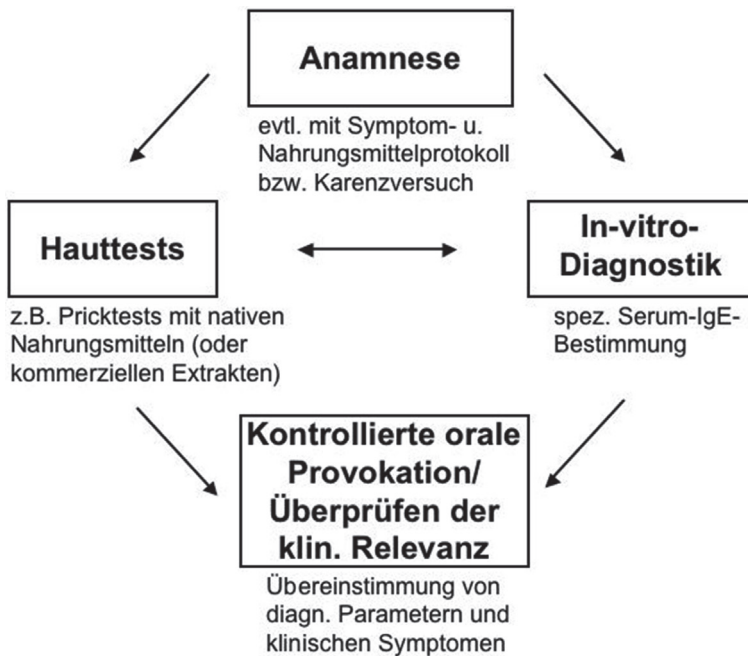 Anamnese
evtl. mit Symptom- u.
Nahrungsmittelprotokoll
bzw. Karenzversuch
Hauttests
z.B. Pricktests mit nativen
Nahrungsmitteln (oder
kommerziellen Extrakten)
In-vitro-
Diagnostik
spez. Serum-IgE-
Bestimmung
Kontrollierte orale
Provokation/
Überprüfen der
klin. Relevanz
Übereinstimmung von
diagn. Parametern und
klinischen Symptomen